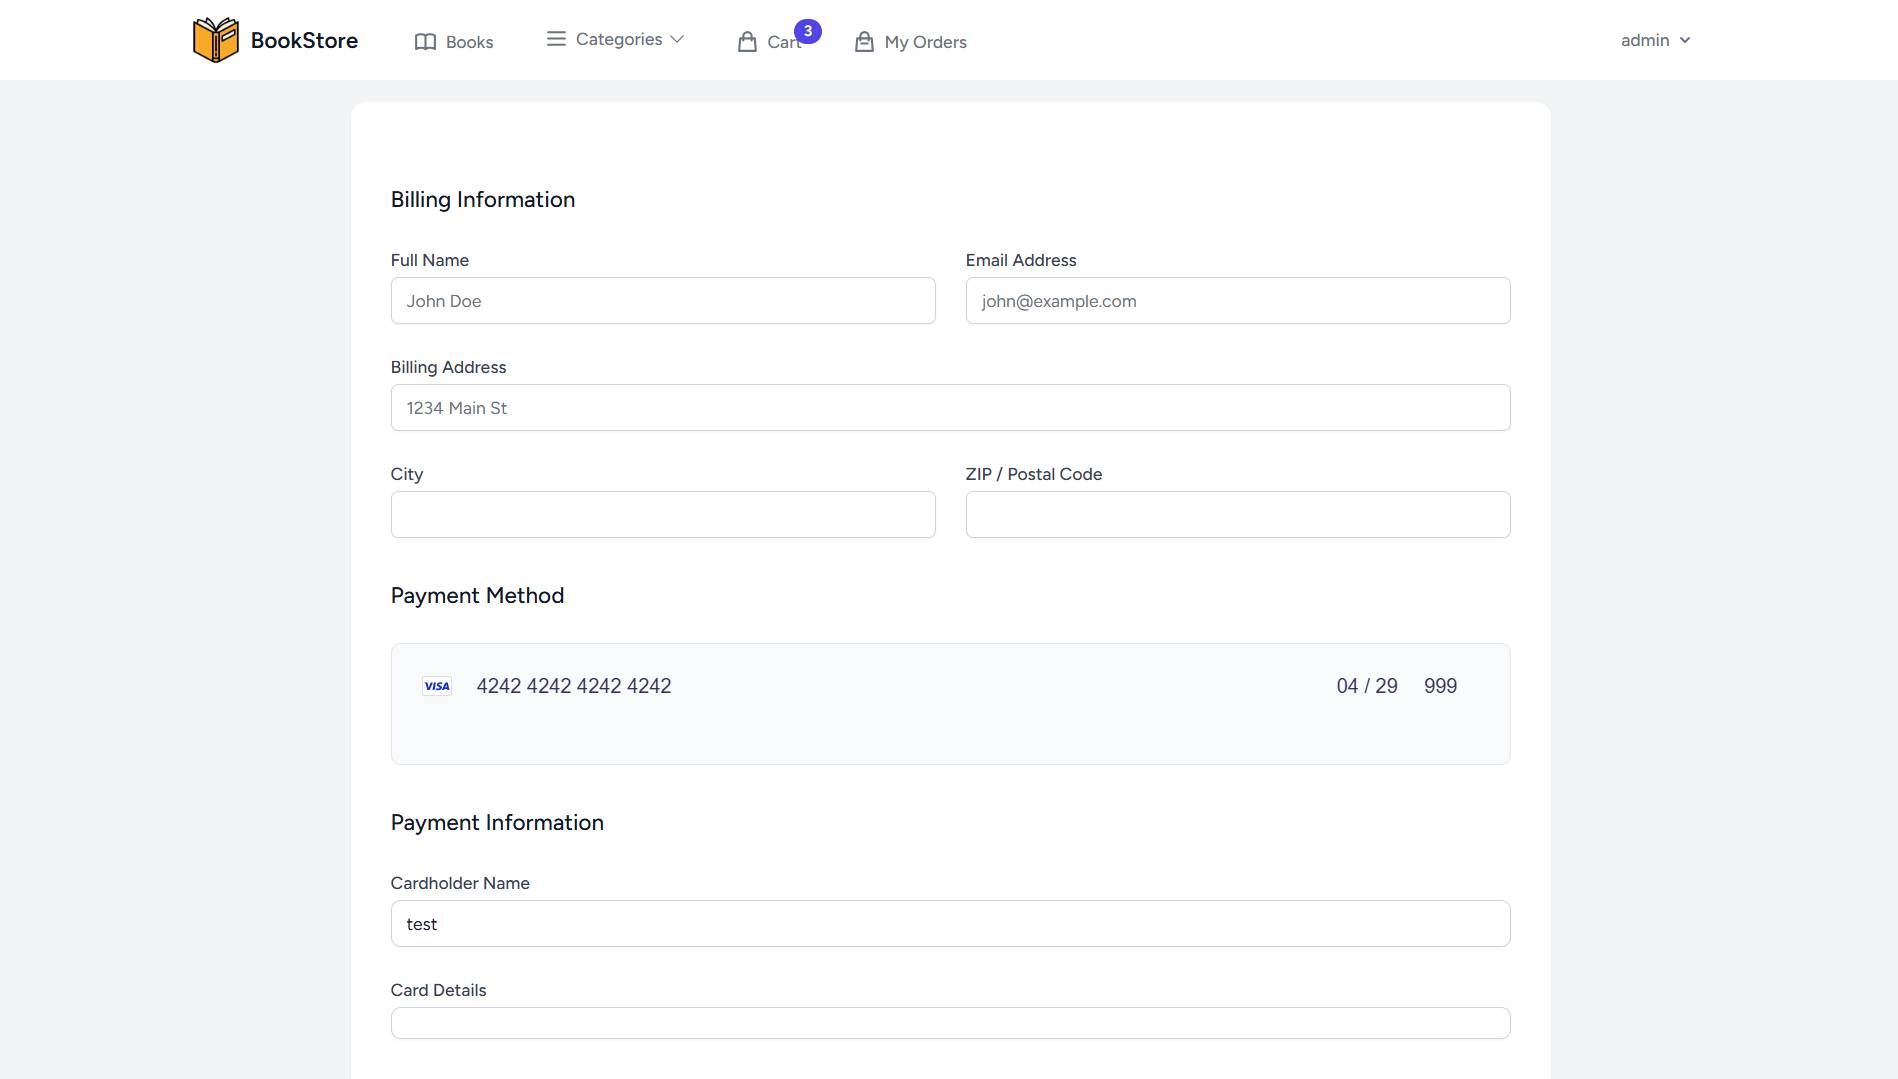 BookStore Books Categories Cart 3 My Orders admin
Billing Information
Full Name Email Address
John Doe john@example.com
Billing Address
1234 Main St
City ZIP / Postal Code
Payment Method
VISA 4242 4242 4242 4242 04 / 29 999
Payment Information
Cardholder Name
test
Card Details